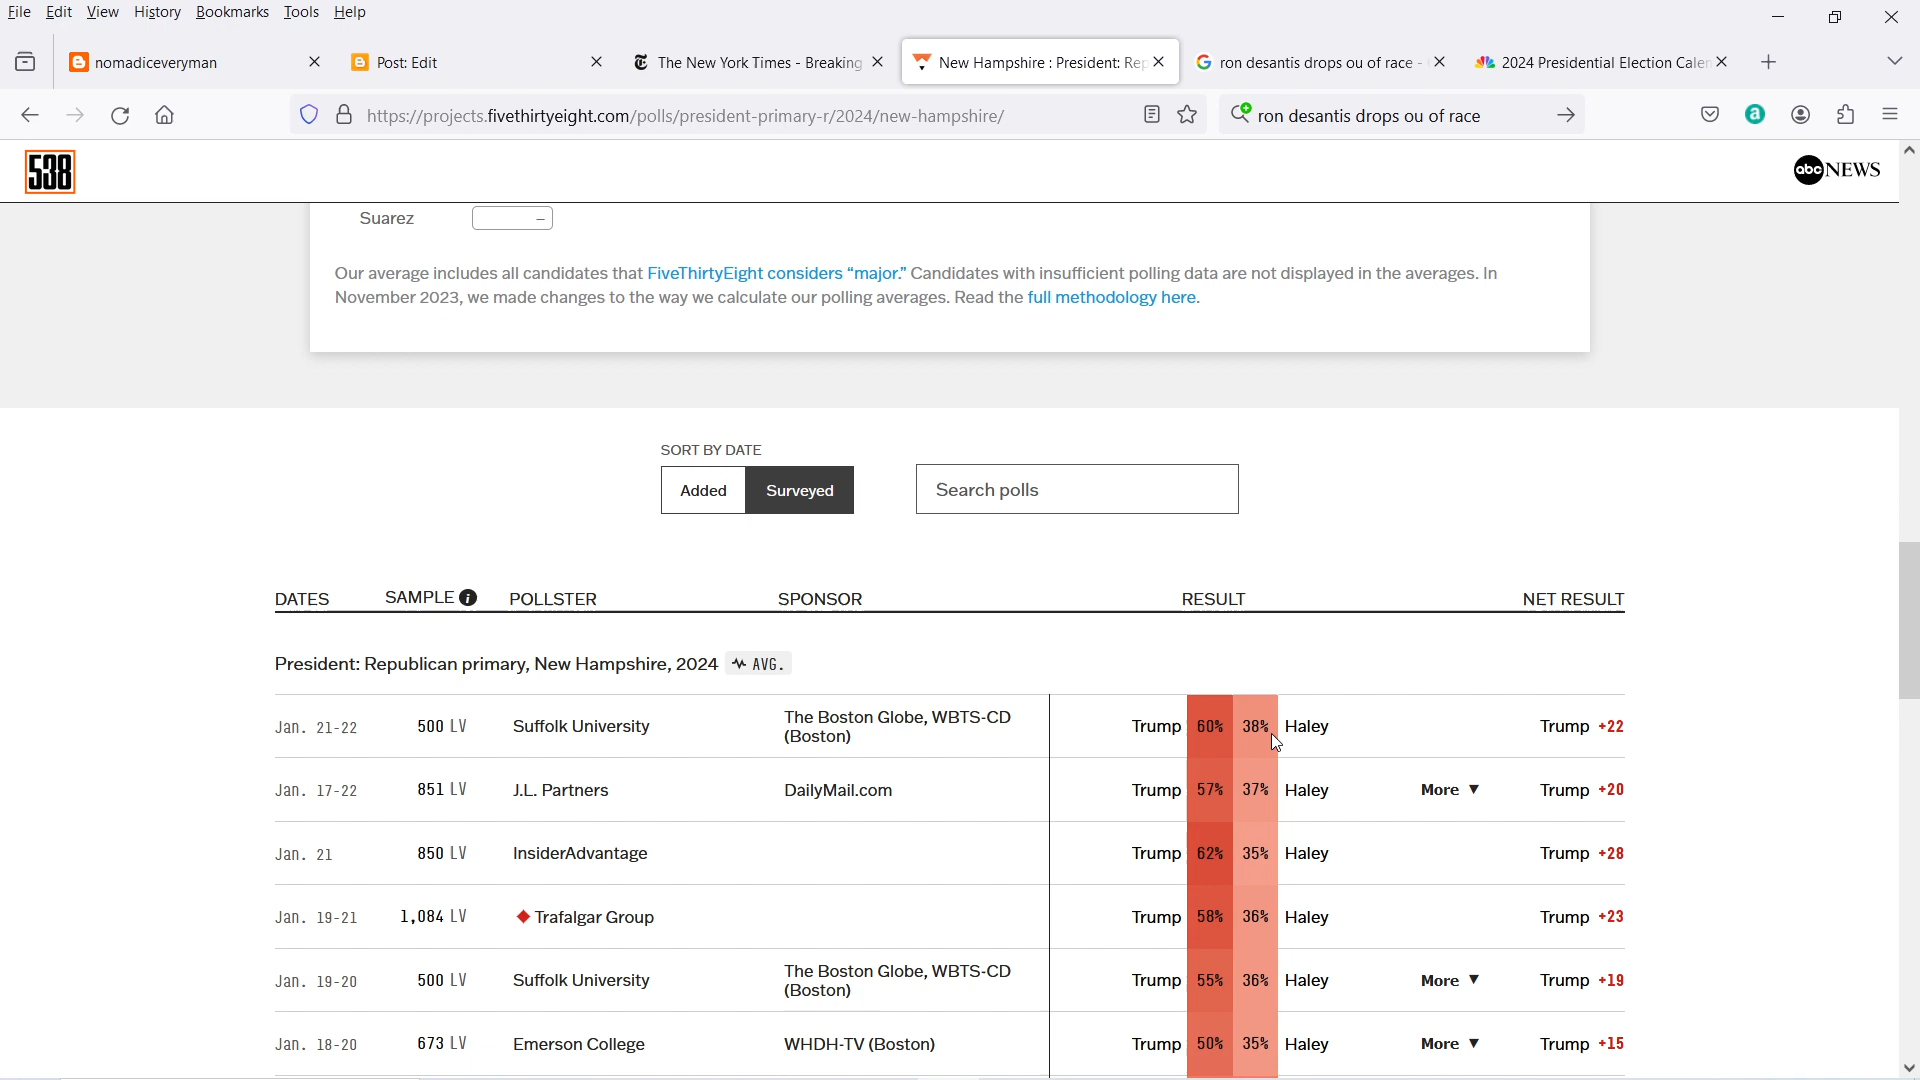 File Edit View History Bookmarks Tools Help
nomadiceveryman
Post: Edit
The New York Times - Breaking
New Hampshire : President: Rep
ron desantis drops ou of race -
2024 Presidential Election Calen
https://projects.fivethirtyeight.com/polls/president-primary-r/2024/new-hampshire/
ron desantis drops ou of race
a
538
abc NEWS
Suarez –
Our average includes all candidates that FiveThirtyEight considers “major.” Candidates with insufficient polling data are not displayed in the averages. In
November 2023, we made changes to the way we calculate our polling averages. Read the full methodology here.
SORT BY DATE
Added Surveyed Search polls
DATES SAMPLE i POLLSTER SPONSOR RESULT NET RESULT
President: Republican primary, New Hampshire, 2024 AVG.
Jan. 21-22 500 LV Suffolk University The Boston Globe, WBTS-CD
(Boston) Trump 60% 38% Haley Trump +22
Jan. 17-22 851 LV J.L. Partners DailyMail.com Trump 57% 37% Haley More ▼ Trump +20
Jan. 21 850 LV InsiderAdvantage Trump 62% 35% Haley Trump +28
Jan. 19-21 1,084 LV Trafalgar Group Trump 58% 36% Haley Trump +23
Jan. 19-20 500 LV Suffolk University The Boston Globe, WBTS-CD
(Boston) Trump 55% 36% Haley More ▼ Trump +19
Jan. 18-20 673 LV Emerson College WHDH-TV (Boston) Trump 50% 35% Haley More ▼ Trump +15